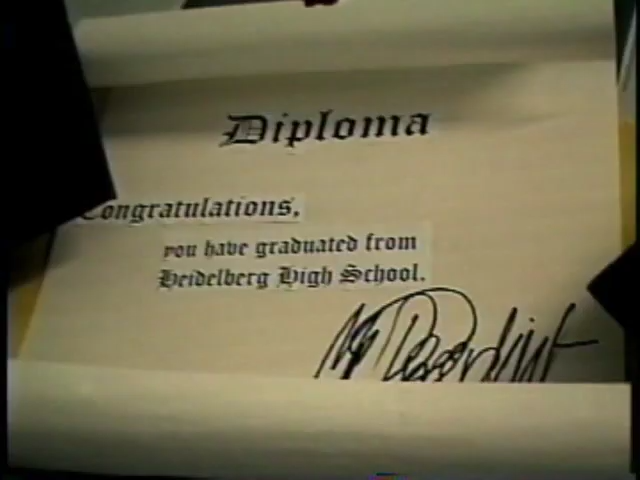 Diploma
Congratulations,
you have graduated from
Heidelberg High School.